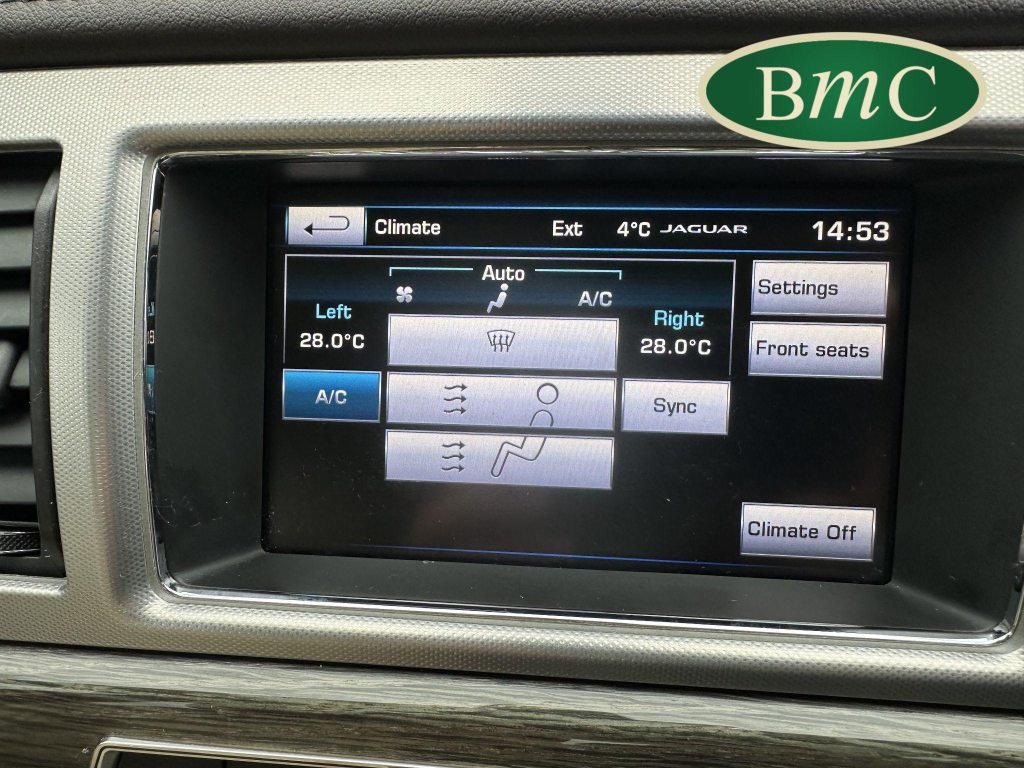 BmC
Climate Ext 4°C JAGUAR 14:53
Auto
A/C
Left
28.0°C
Right
28.0°C
Settings
Front seats
A/C
Sync
Climate Off